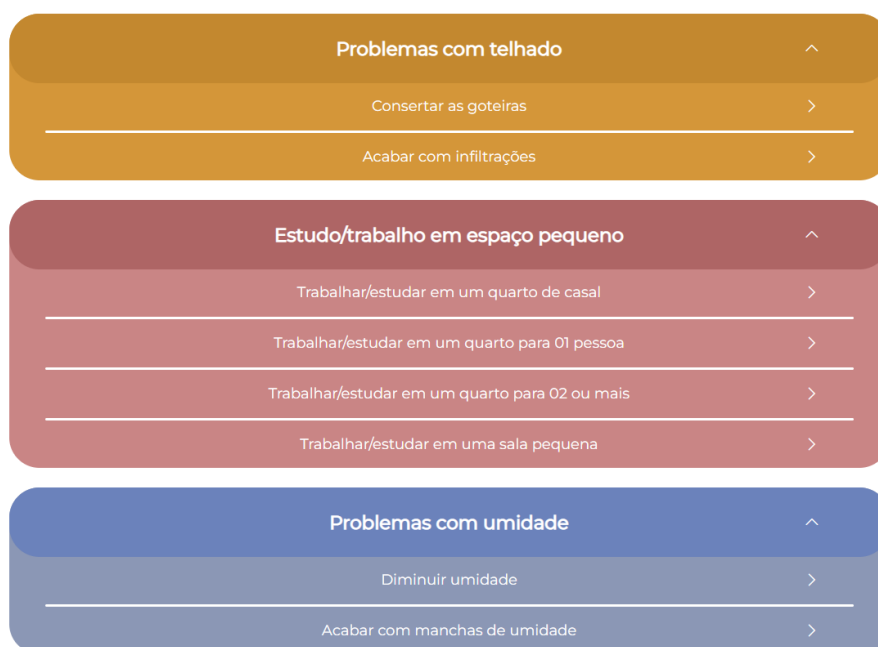 Problemas com telhado
Consertar as goteiras
Acabar com infiltrações
Estudo/trabalho em espaço pequeno
Trabalhar/estudar em um quarto de casal
Trabalhar/estudar em um quarto para 01 pessoa
Trabalhar/estudar em um quarto para 02 ou mais
Trabalhar/estudar em uma sala pequena
Problemas com umidade
Diminuir umidade
Acabar com manchas de umidade